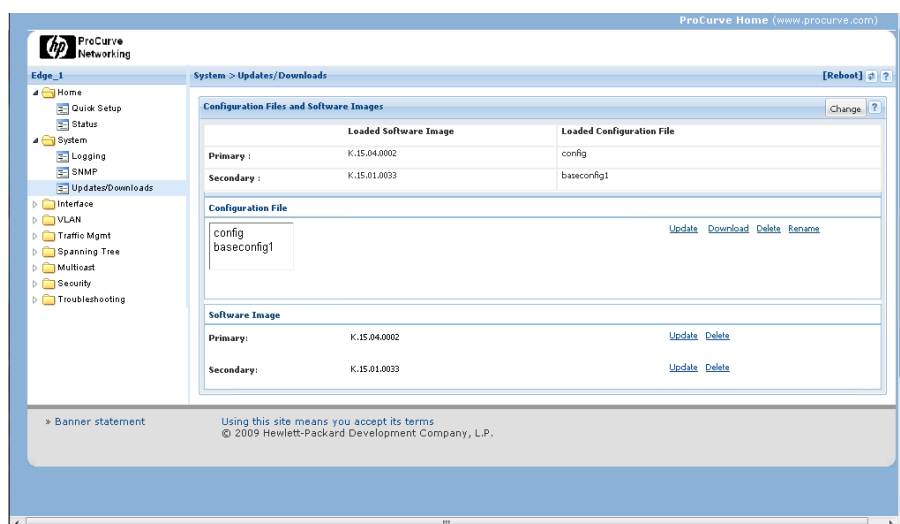 ProCurve Home (www.procurve.com)
hp ProCurve
Networking
Edge_1
System > Updates/Downloads
[Reboot] ?
Home
Quick Setup
Status
System
Logging
SNMP
Updates/Downloads
Interface
VLAN
Traffic Mgmt
Spanning Tree
Multicast
Security
Troubleshooting
Configuration Files and Software Images
Change ?
Loaded Software Image Loaded Configuration File
Primary : K.15.04.0002 config
Secondary : K.15.01.0033 baseconfig1
Configuration File
config
baseconfig1
Update Download Delete Rename
Software Image
Primary: K.15.04.0002 Update Delete
Secondary: K.15.01.0033 Update Delete
» Banner statement
Using this site means you accept its terms
© 2009 Hewlett-Packard Development Company, L.P.